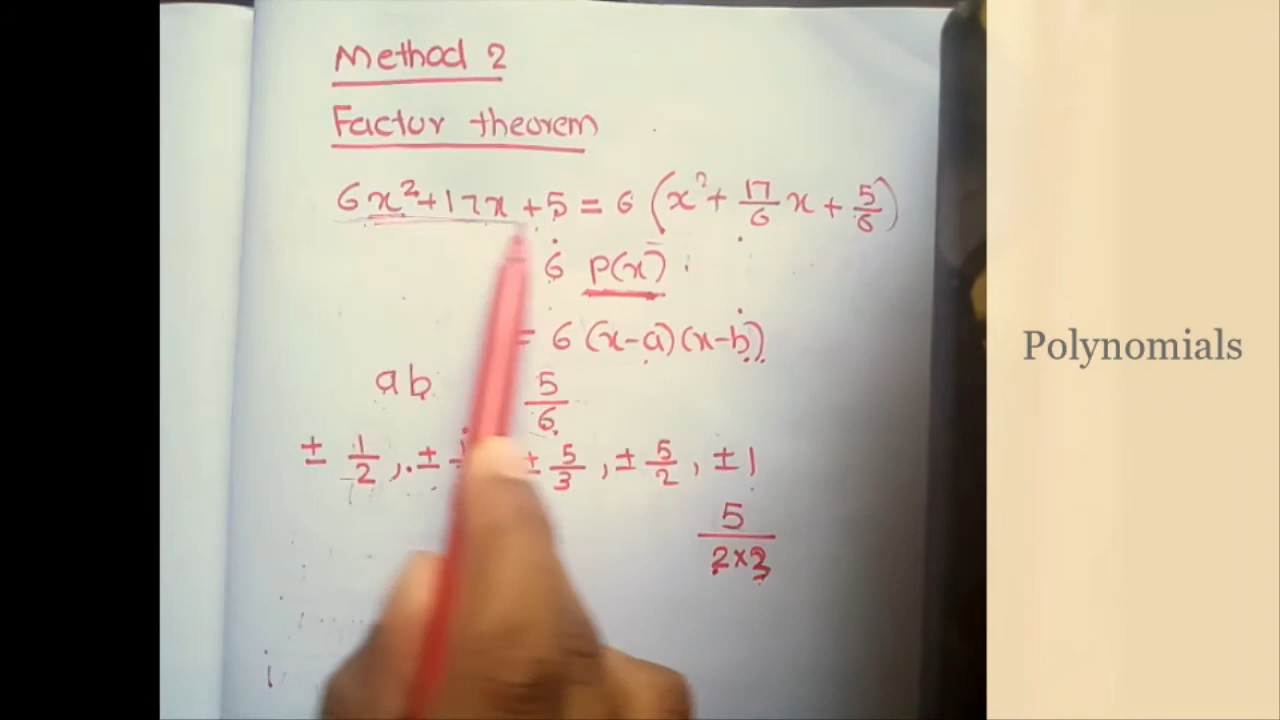 Method 2
Factor theorem
6x² + 17x + 5 = 6 (x² + 17/6 x + 5/6)
6 P(x)
= 6 (x-a)(x-b)
ab 5/6
± 1/2, ± ± 5/3, ± 5/2, ± 1
5/2×3
Polynomials